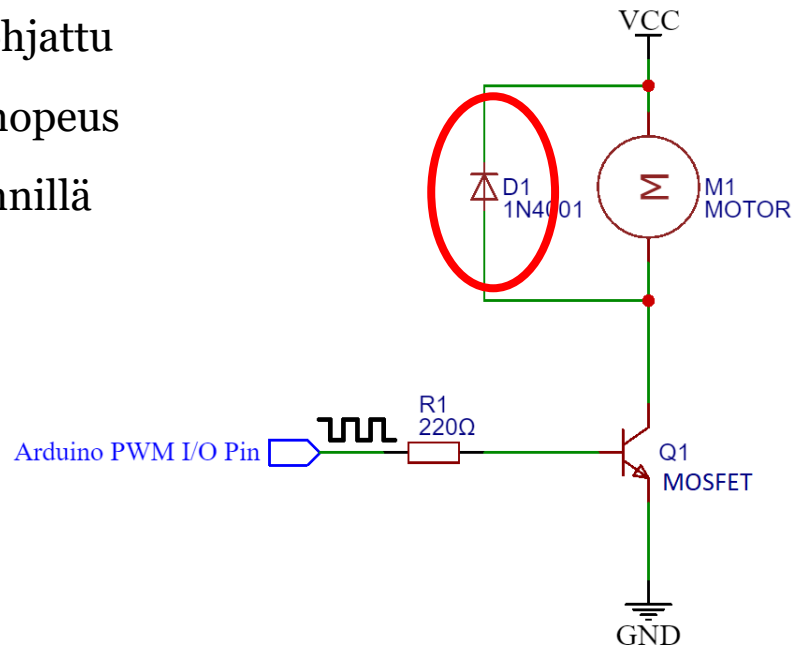 hjattu
nopeus
nnillä
VCC
D1
1N4001
M1
MOTOR
M
R1
220Ω
Arduino PWM I/O Pin
Q1
MOSFET
GND